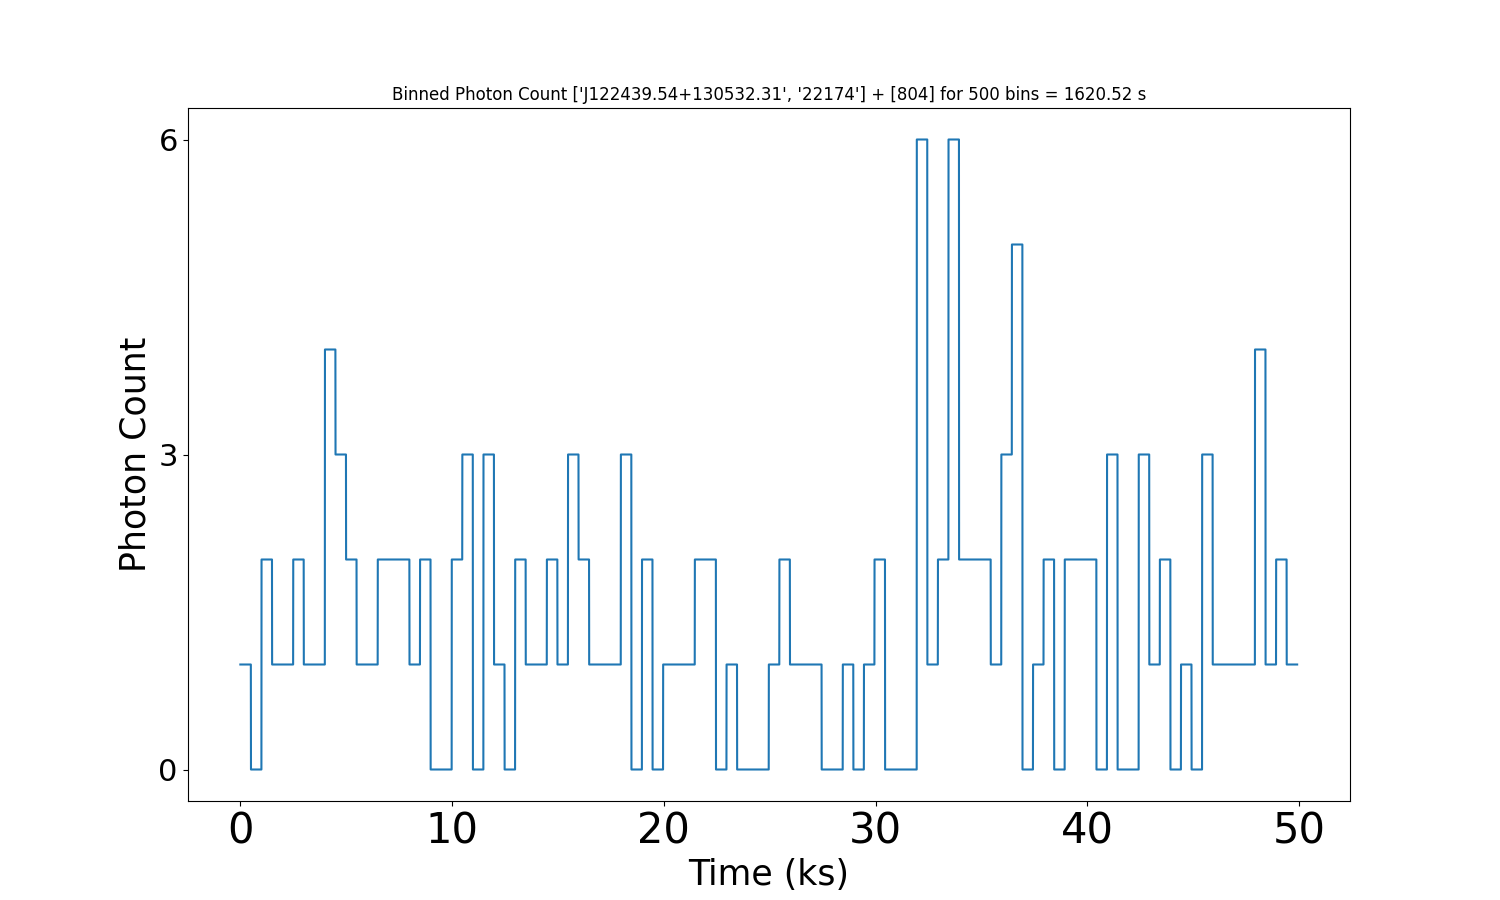 Binned Photon Count ['J122439.54+130532.31', '22174'] + [804] for 500 bins = 1620.52 s
6
3
0
Photon Count
0 10 20 30 40 50
Time (ks)